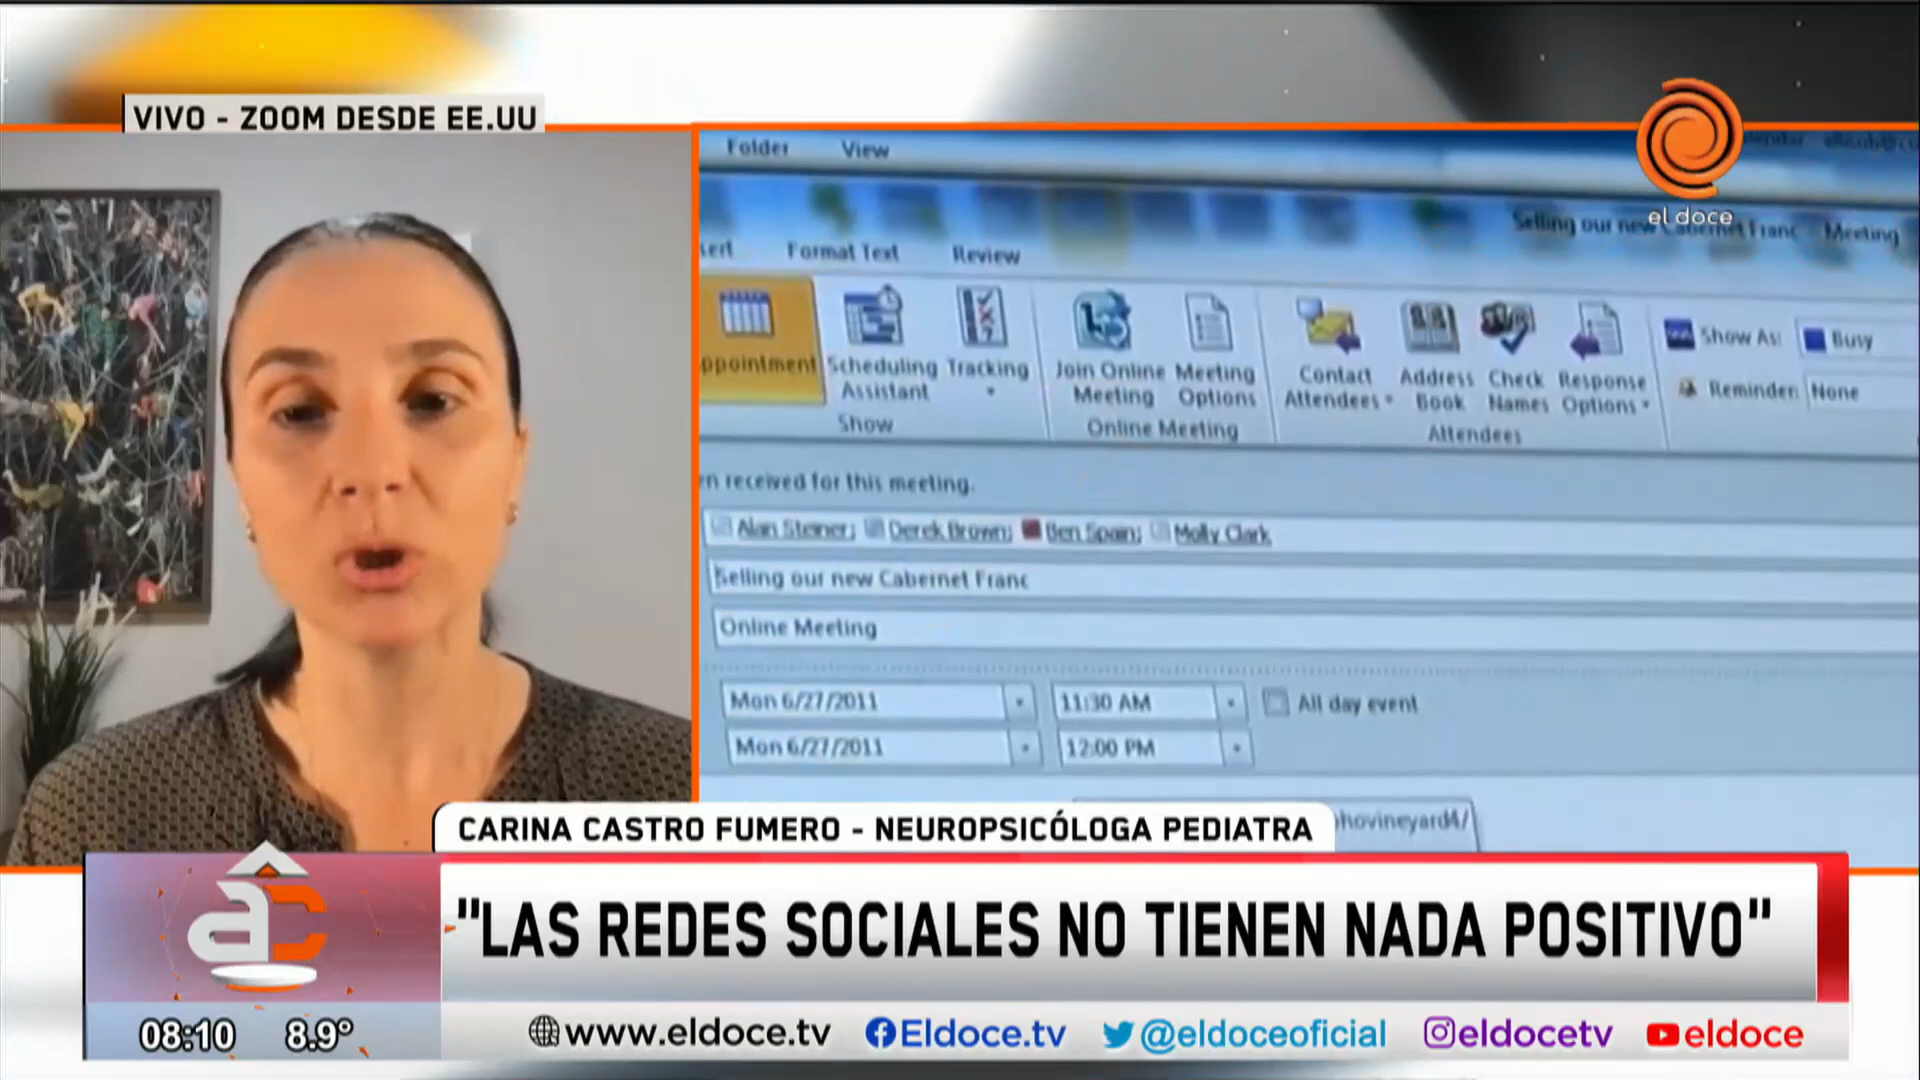 VIVO - ZOOM DESDE EE.UU
el doce
Folder View
Selling our new Cabernet Franc - Meeting
Format Text Review
Appointment Scheduling Assistant Tracking
Show
Join Online Meeting Meeting Options
Online Meeting
Contact Attendees Address Book Check Names Response Options
Attendees
Show As: Busy
Reminder: None
received for this meeting.
Alan Steiner; Derek Brown; Ben Spain; Molly Clark
Selling our new Cabernet Franc
Online Meeting
Mon 6/27/2011 11:30 AM All day event
Mon 6/27/2011 12:00 PM
hovineyard4/
CARINA CASTRO FUMERO - NEUROPSICÓLOGA PEDIATRA
"LAS REDES SOCIALES NO TIENEN NADA POSITIVO"
ac
08:10 8.9° www.eldoce.tv Eldoce.tv @eldoceoficial eldocetv eldoce